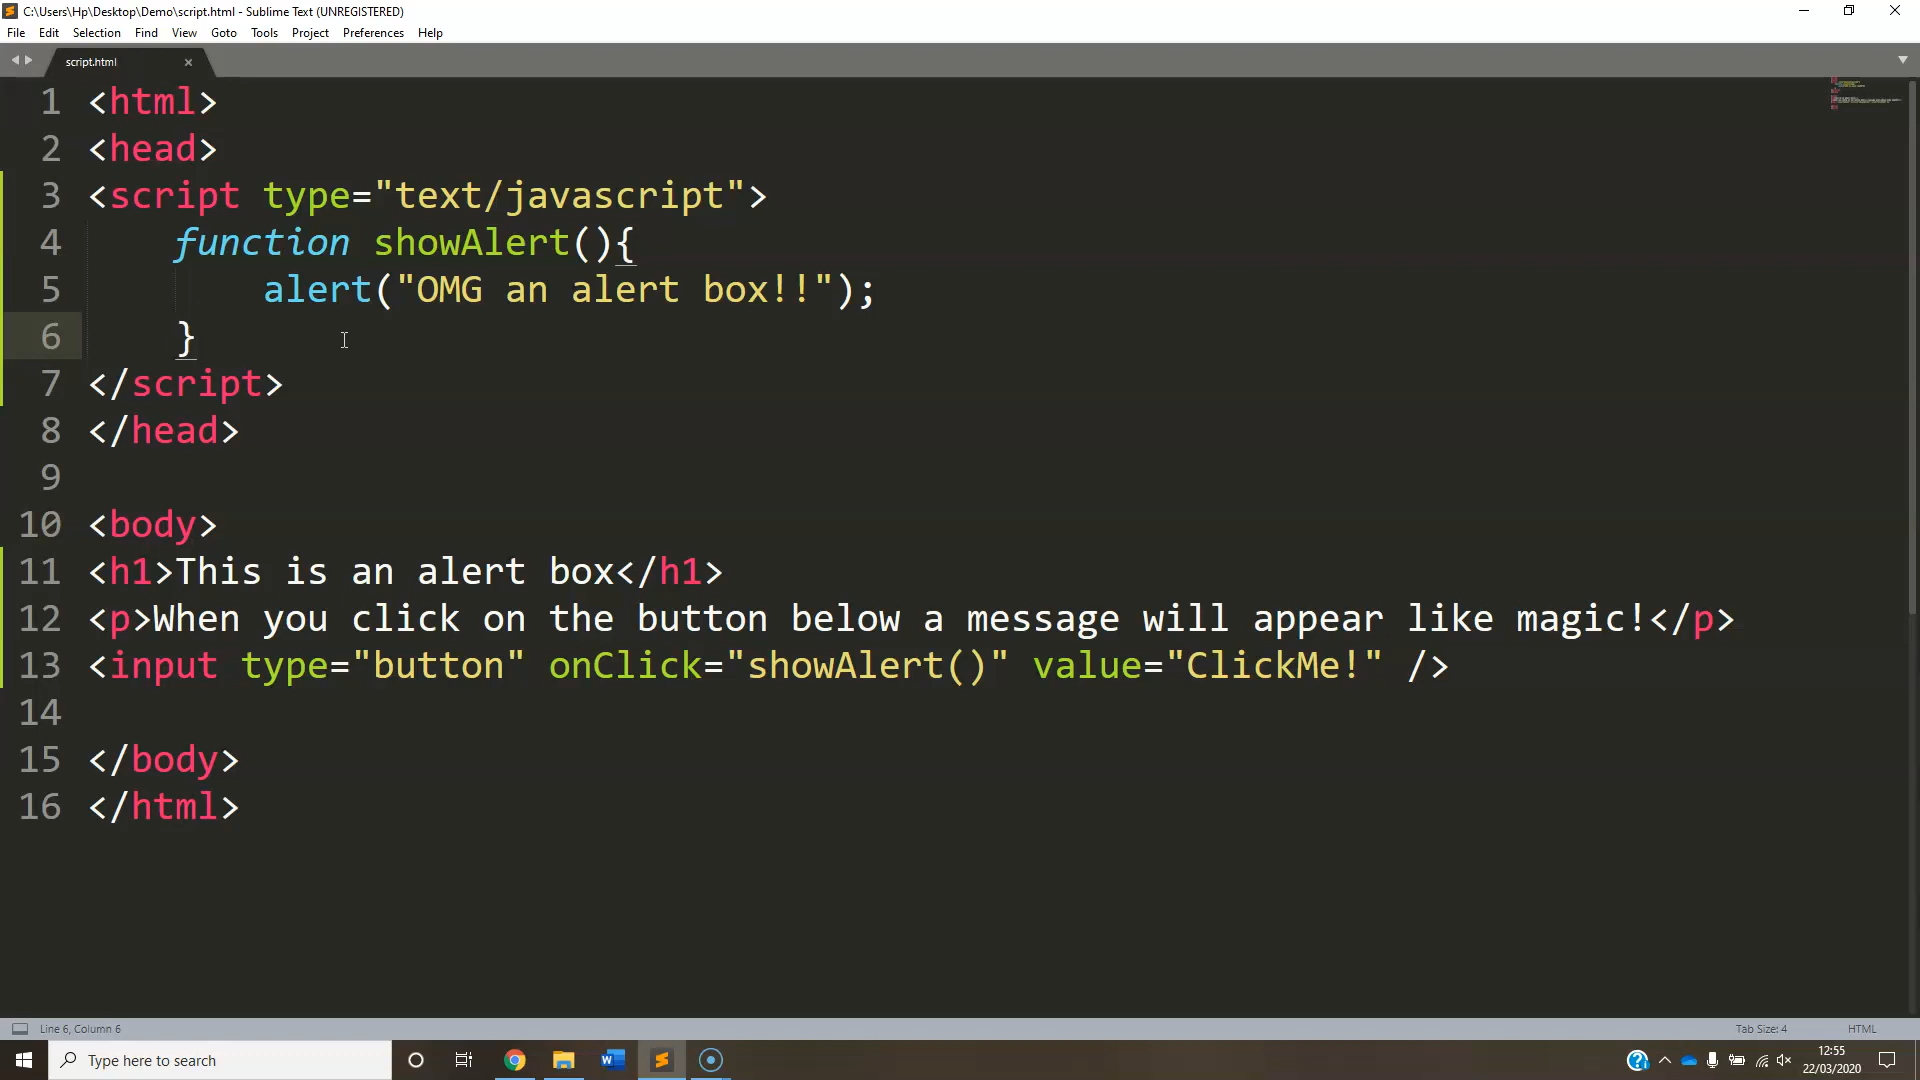 C:\Users\Hp\Desktop\Demo\script.html - Sublime Text (UNREGISTERED)
File Edit Selection Find View Goto Tools Project Preferences Help
script.html
1 <html>
2 <head>
3 <script type="text/javascript">
4 function showAlert(){
5 alert("OMG an alert box!!");
6 }
7 </script>
8 </head>
9
10 <body>
11 <h1>This is an alert box</h1>
12 <p>When you click on the button below a message will appear like magic!</p>
13 <input type="button" onClick="showAlert()" value="ClickMe!" />
14
15 </body>
16 </html>
Line 6, Column 6 Tab Size: 4 HTML
Type here to search
12:55
22/03/2020